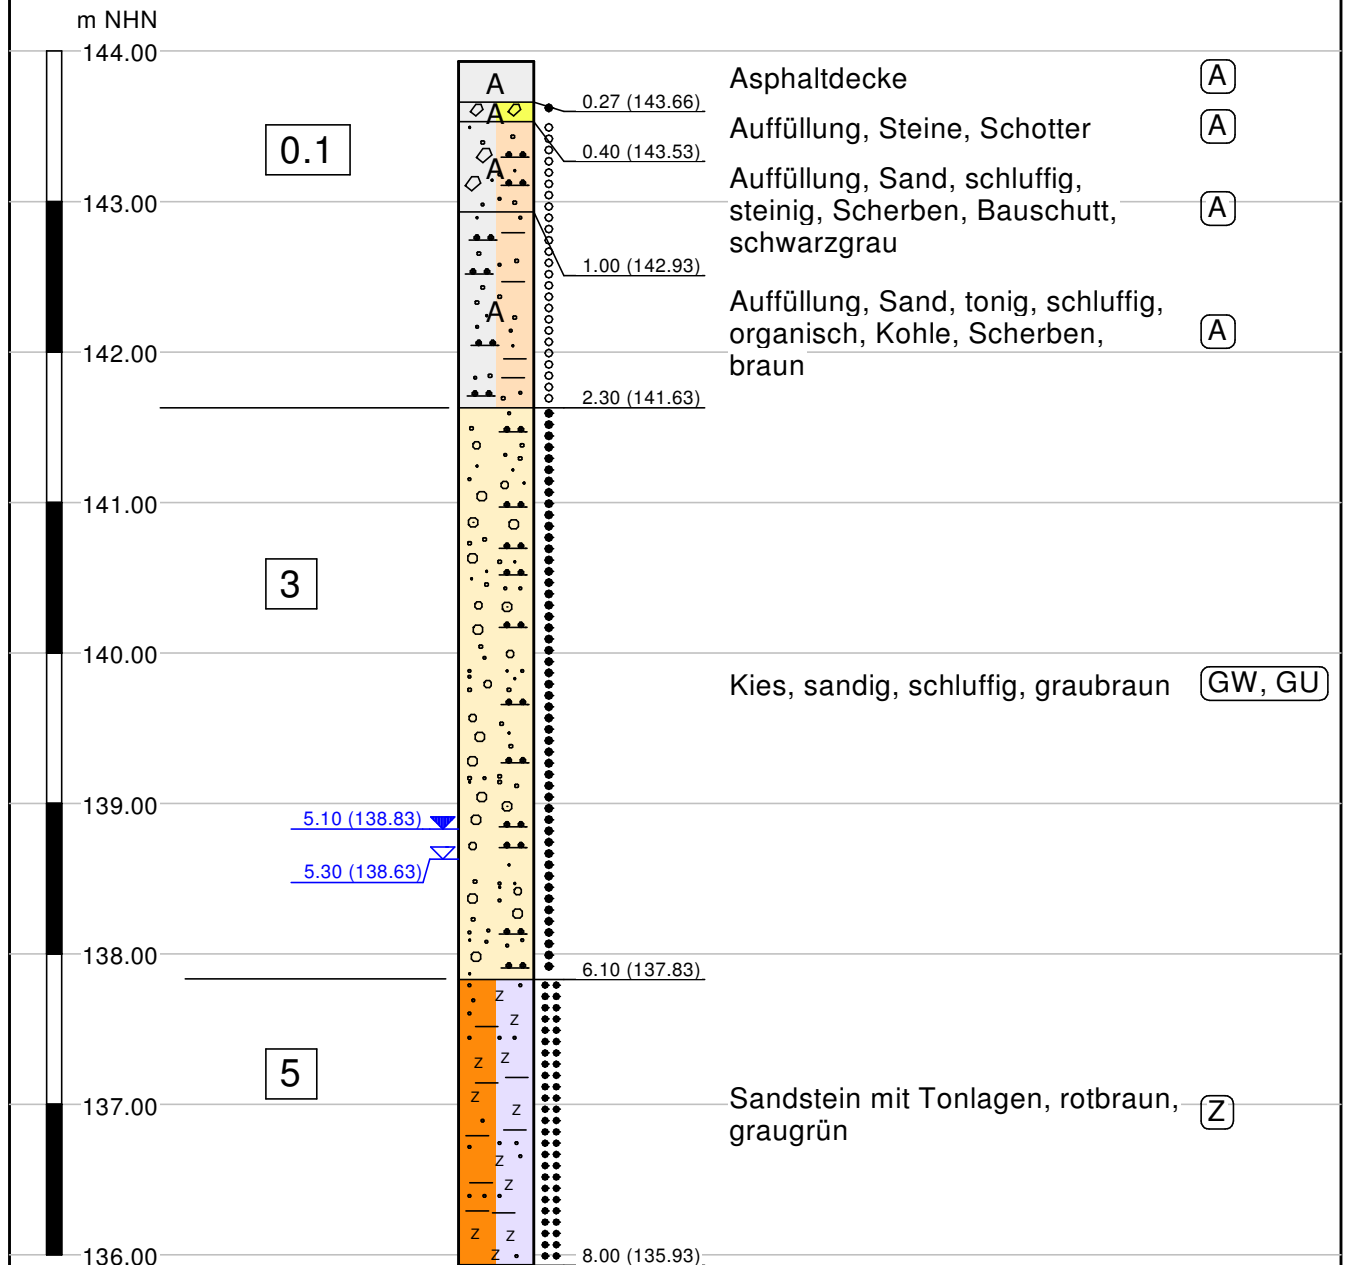 m NHN
144.00
A
Asphaltdecke
A
0.27 (143.66)
A
Auffüllung, Steine, Schotter
A
0.1
0.40 (143.53)
A
Auffüllung, Sand, schluffig,
steinig, Scherben, Bauschutt,
schwarzgrau
A
143.00
1.00 (142.93)
A
Auffüllung, Sand, tonig, schluffig,
organisch, Kohle, Scherben,
braun
A
142.00
2.30 (141.63)
141.00
3
140.00
Kies, sandig, schluffig, graubraun
GW, GU
139.00
5.10 (138.83)
5.30 (138.63)
138.00
6.10 (137.83)
z
z
z
z
5
z
137.00
z
Sandstein mit Tonlagen, rotbraun,
graugrün
Z
z
z
z
z
z
136.00
8.00 (135.93)